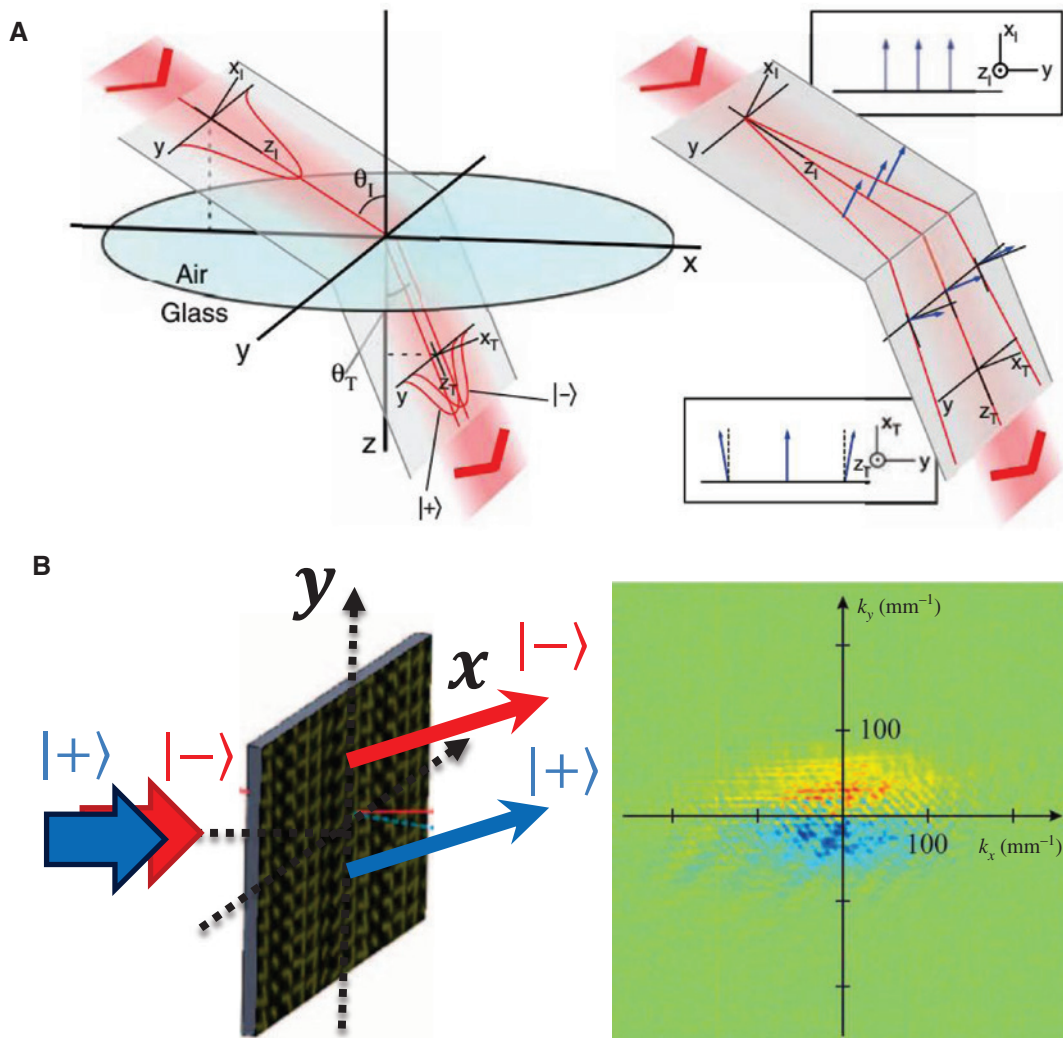 A
x_I
y
z_I
θ_I
x
Air
Glass
y
θ_T
x_T
z_T
y
|−⟩
z
|+⟩
x_I
z_I
y
x_I
y
z_I
x_T
y
z_T
x_T
z_T
y
B
y
x
|−⟩
|+⟩
|+⟩ |−⟩
k_y (mm⁻¹)
100
100
k_x (mm⁻¹)